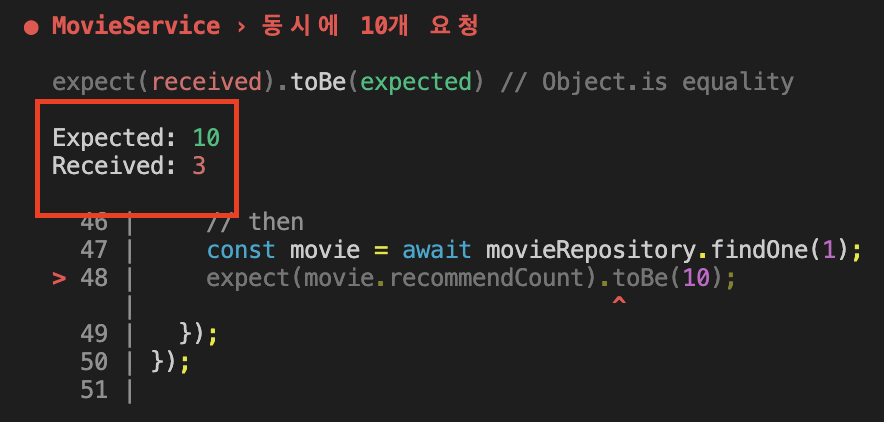 ● MovieService › 동시에 10개 요청
expect(received).toBe(expected) // Object.is equality
Expected: 10
Received: 3
46 |     // then
47 |     const movie = await movieRepository.findOne(1);
> 48 |     expect(movie.recommendCount).toBe(10);
|                                  ^
49 |   });
50 | });
51 |